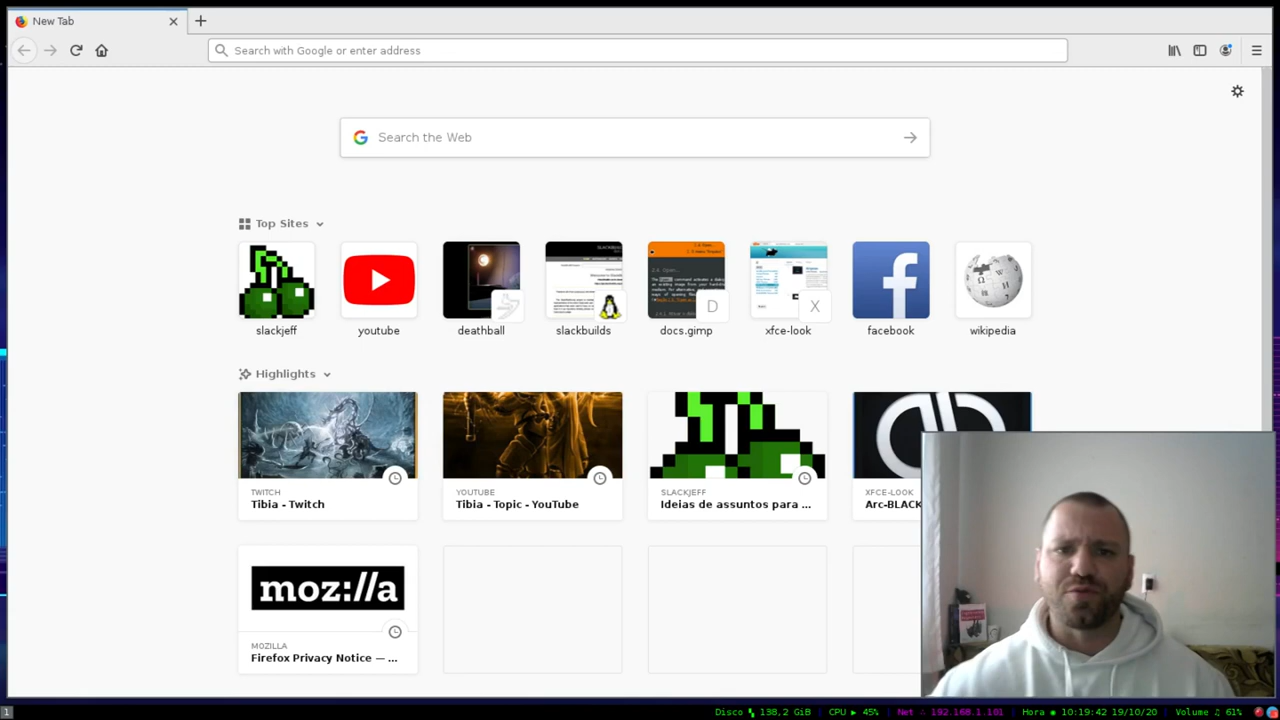 New Tab
Search with Google or enter address
Search the Web
Top Sites
D
X
slackjeff
youtube
deathball
slackbuilds
docs.gimp
xfce-look
facebook
wikipedia
Highlights
TWITCH
Tibia - Twitch
YOUTUBE
Tibia - Topic - YouTube
SLACKJEFF
Ideias de assuntos para ...
XFCE-LOOK
Arc-BLACK
moz://a
MOZILLA
Firefox Privacy Notice — ...
1
Disco 138,2 GiB | CPU ▶ 45% | Net 192.168.1.101 | Hora ◉ 10:19:42 19/10/20 | Volume ♫ 61%